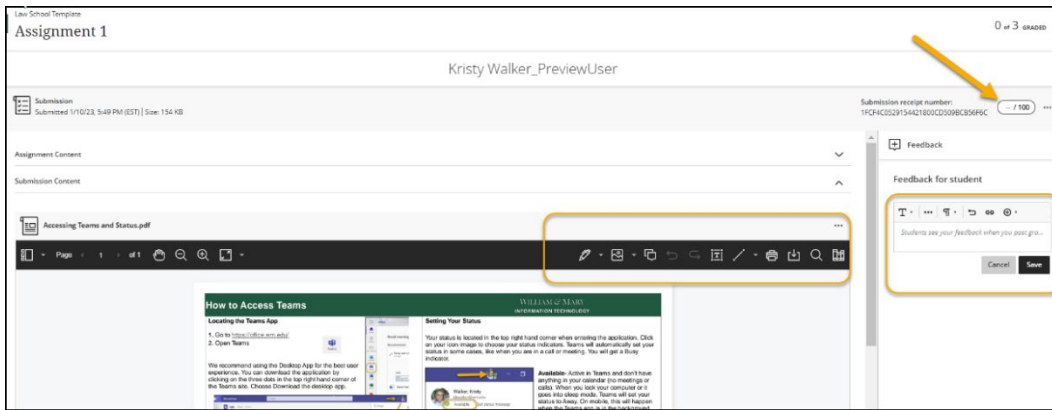 Law School Template
Assignment 1
0 of 3 GRADED
Kristy Walker_PreviewUser
Submission
Submitted 1/10/23, 5:49 PM (EST) | Size: 154 KB
Submission receipt number:
1FCF4C0529154421800CD509BCB56F6C
-- / 100
Assignment Content
Submission Content
Feedback
Feedback for student
Students see your feedback when you post gra...
Cancel Save
Accessing Teams and Status.pdf
Page 1 of 1
How to Access Teams
WILLIAM & MARY
INFORMATION TECHNOLOGY
Locating the Teams App
1. Go to https://office.wm.edu/
2. Open Teams
We recommend using the Desktop App for the best user
experience. You can download the application by
clicking on the three dots in the top right hand corner of
the Teams site. Choose Download the desktop app.
Setting Your Status
Your status is located in the top right hand corner when entering the application. Click
on your icon image to choose your status indicators. Teams will automatically set your
status in some cases, like when you are in a call or meeting. You will get a Busy
indicator.
Walker, Kristy
Available
Available- Active in Teams and don't have
anything in your calendar (no meetings or
calls). When you lock your computer or it
goes into sleep mode, Teams will set your
status to Away. On mobile, this will happen
when the Teams app is in the background